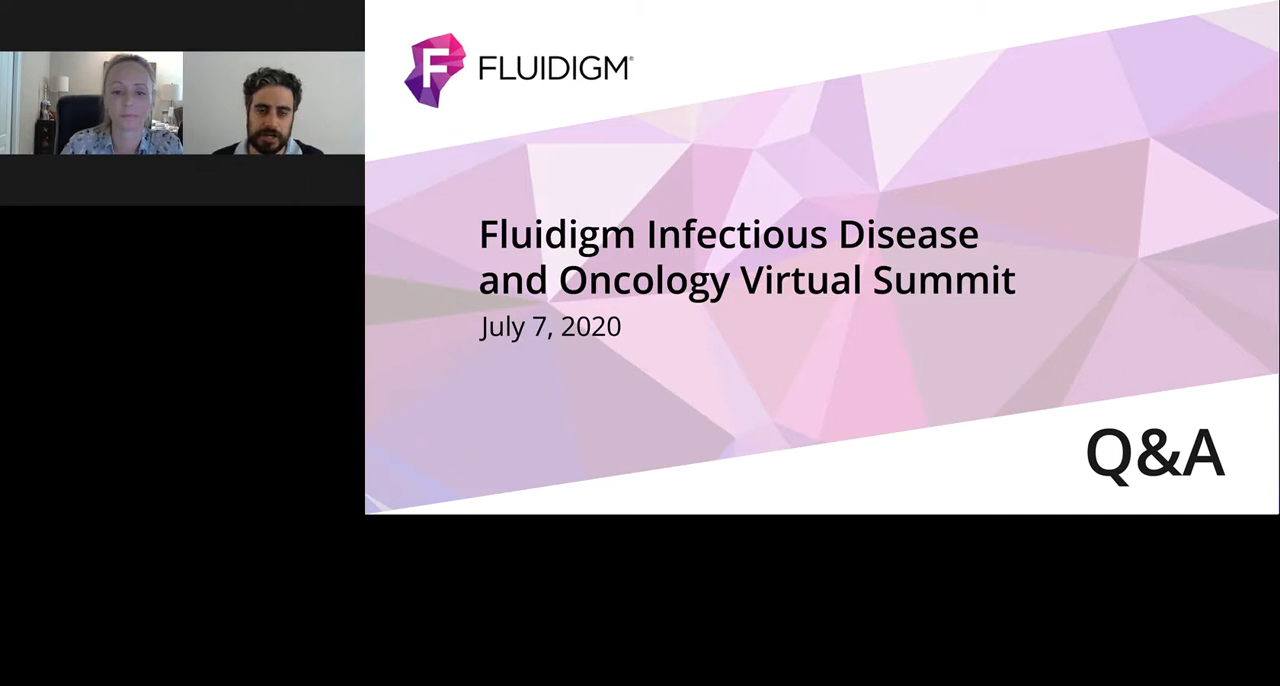 F FLUIDIGM®
Fluidigm Infectious Disease
and Oncology Virtual Summit
July 7, 2020
Q&A